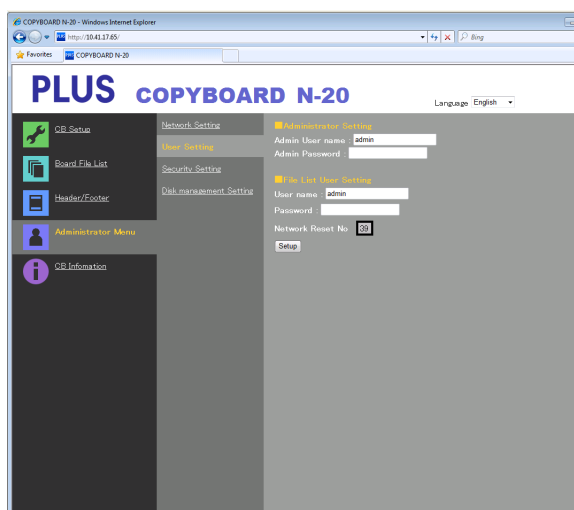 COPYBOARD N-20 - Windows Internet Explorer
PLUS http://10.41.17.65/
Bing
Favorites PLUS COPYBOARD N-20
PLUS COPYBOARD N-20
Language English
CB Setup
Board File List
Header/Footer
Administrator Menu
CB Infomation
Network Setting
User Setting
Security Setting
Disk management Setting
Administrator Setting
Admin User name : admin
Admin Password :
File List User Setting
User name : admin
Password :
Network Reset No 39
Setup